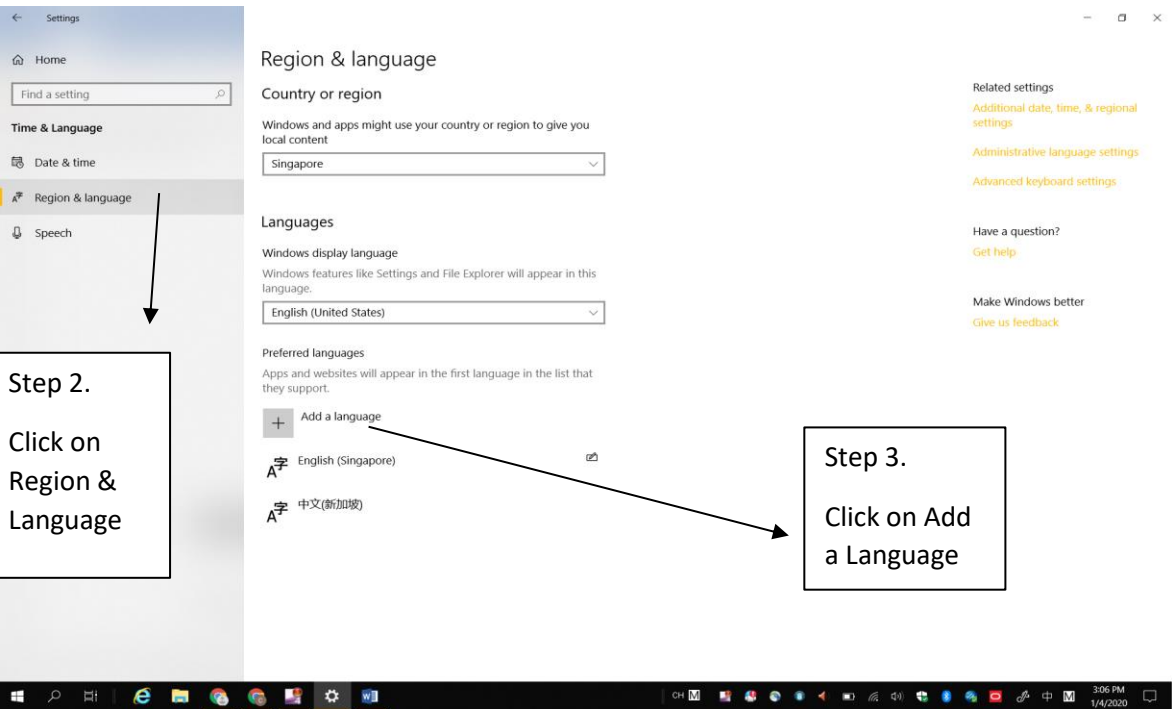 Settings
Home
Find a setting
Time & Language
Date & time
Region & language
Speech
Step 2.
Click on
Region &
Language
Region & language
Country or region
Windows and apps might use your country or region to give you
local content
Singapore
Languages
Windows display language
Windows features like Settings and File Explorer will appear in this
language.
English (United States)
Preferred languages
Apps and websites will appear in the first language in the list that
they support.
Add a language
English (Singapore)
中文(新加坡)
Related settings
Additional date, time, & regional
settings
Administrative language settings
Advanced keyboard settings
Have a question?
Get help
Make Windows better
Give us feedback
Step 3.
Click on Add
a Language
CH M
中 M
3:06 PM
1/4/2020